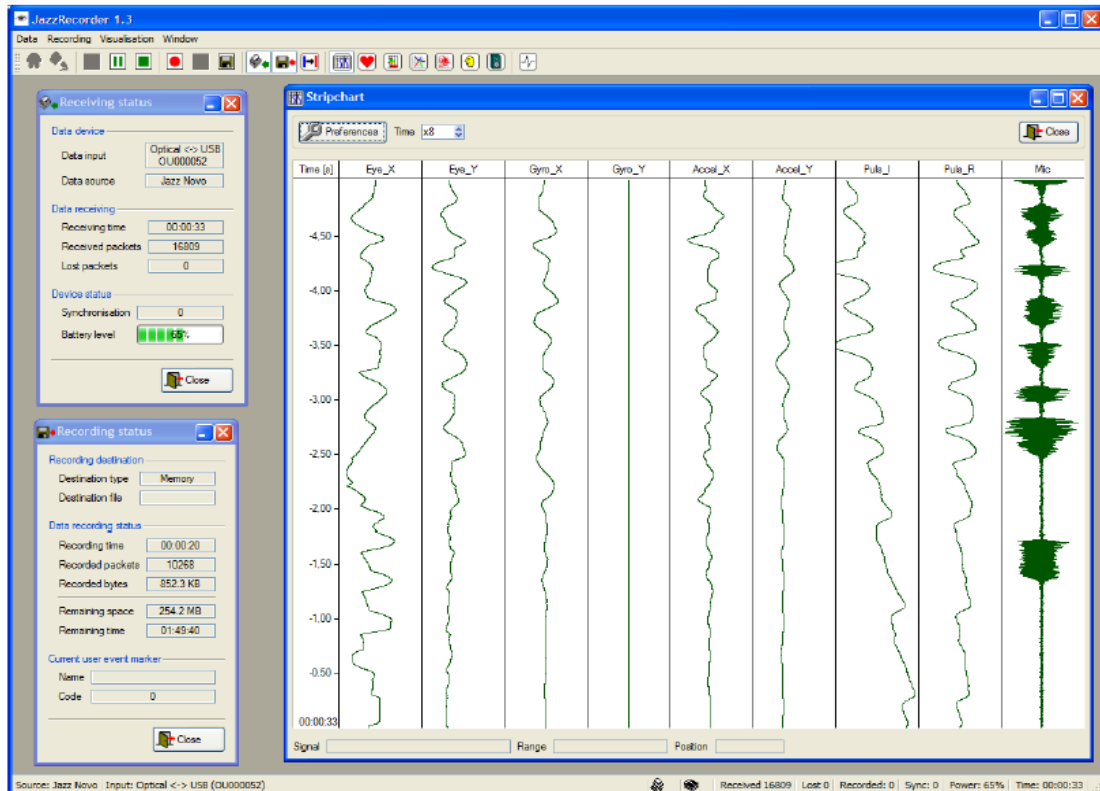 JazzRecorder 1.3
Data Recording Visualisation Window
Receiving status
Data device
Data input Optical <-> USB
OU000052
Data source Jazz Novo
Data receiving
Receiving time 00:00:33
Received packets 16809
Lost packets 0
Device status
Synchronisation 0
Battery level 65%
Close
Recording status
Recording destination
Destination type Memory
Destination file
Data recording status
Recording time 00:00:20
Recorded packets 10268
Recorded bytes 852.3 KB
Remaining space 254.2 MB
Remaining time 01:49:40
Current user event marker
Name
Code 0
Close
Stripchart
Preferences Time x8 Close
Time [s] Eye_X Eye_Y Gyro_X Gyro_Y Accel_X Accel_Y Puls_I Puls_R Mic
-4.50
-4.00
-3.50
-3.00
-2.50
-2.00
-1.50
-1.00
-0.50
00:00:33
Signal Range Position
Source: Jazz Novo Input: Optical <-> USB (OU000052) Received 16809 Lost 0 Recorded: 0 Sync: 0 Power: 65% Time: 00:00:33